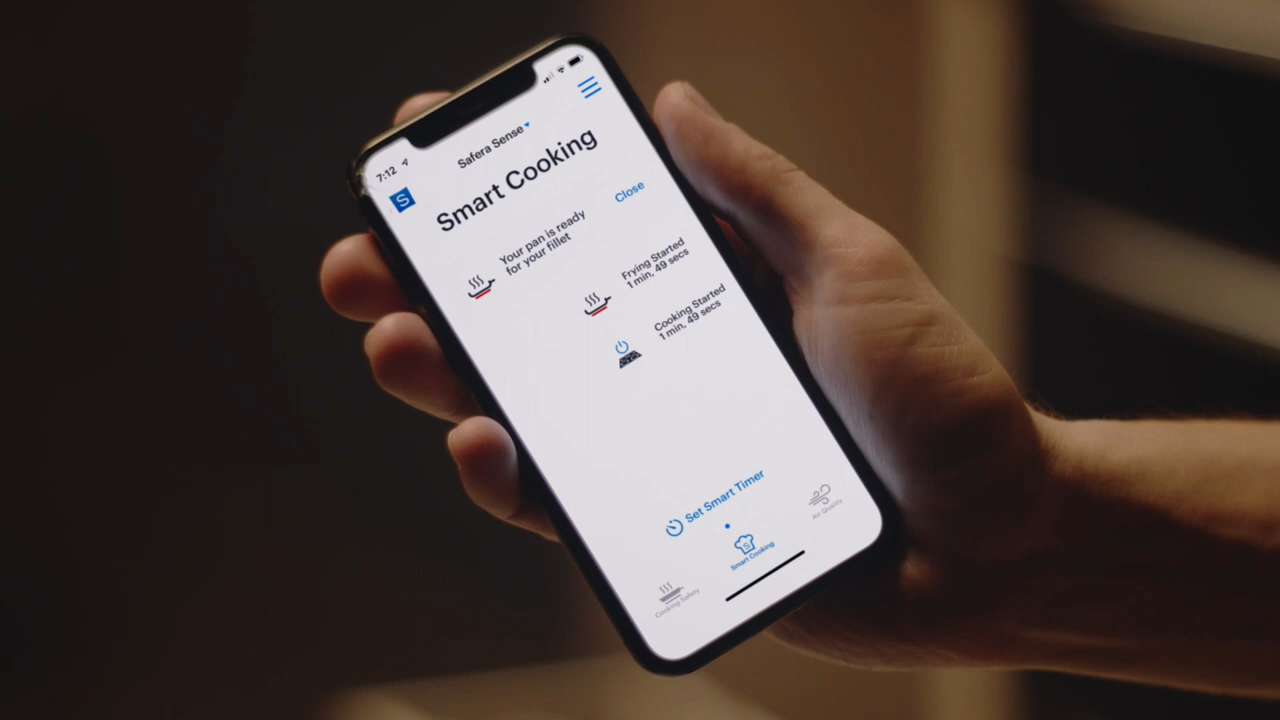 7:12
S
Safera Sense
Smart Cooking
Close
Your pan is ready
for your fillet
Frying Started
1 min, 49 secs
Cooking Started
1 min, 49 secs
Set Smart Timer
Cooking Safety
Smart Cooking
Air Quality